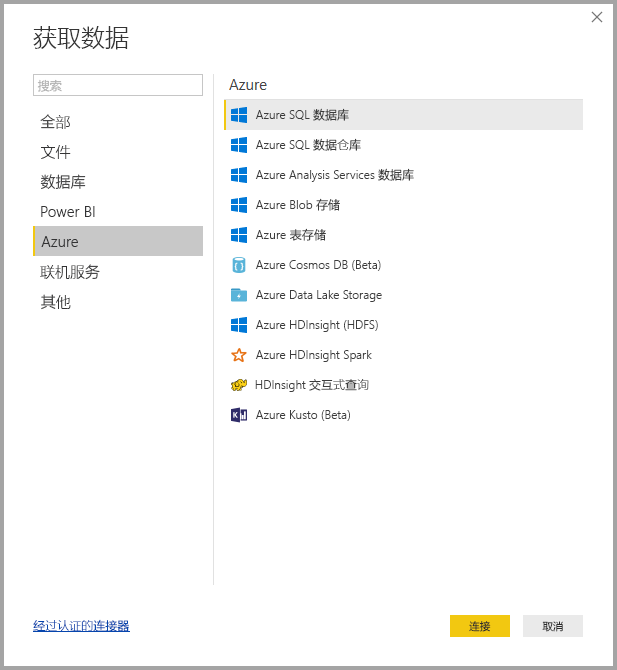 获取数据
搜索
全部
文件
数据库
Power BI
Azure
联机服务
其他
Azure
Azure SQL 数据库
Azure SQL 数据仓库
Azure Analysis Services 数据库
Azure Blob 存储
Azure 表存储
Azure Cosmos DB (Beta)
Azure Data Lake Storage
Azure HDInsight (HDFS)
Azure HDInsight Spark
HDInsight 交互式查询
Azure Kusto (Beta)
经过认证的连接器
连接
取消